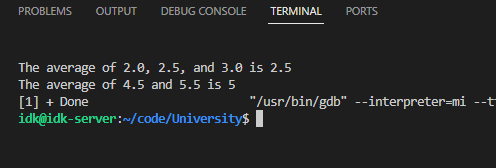 PROBLEMS OUTPUT DEBUG CONSOLE TERMINAL PORTS
The average of 2.0, 2.5, and 3.0 is 2.5
The average of 4.5 and 5.5 is 5
[1] + Done "/usr/bin/gdb" --interpreter=mi --tt
idk@idk-server:~/code/University$